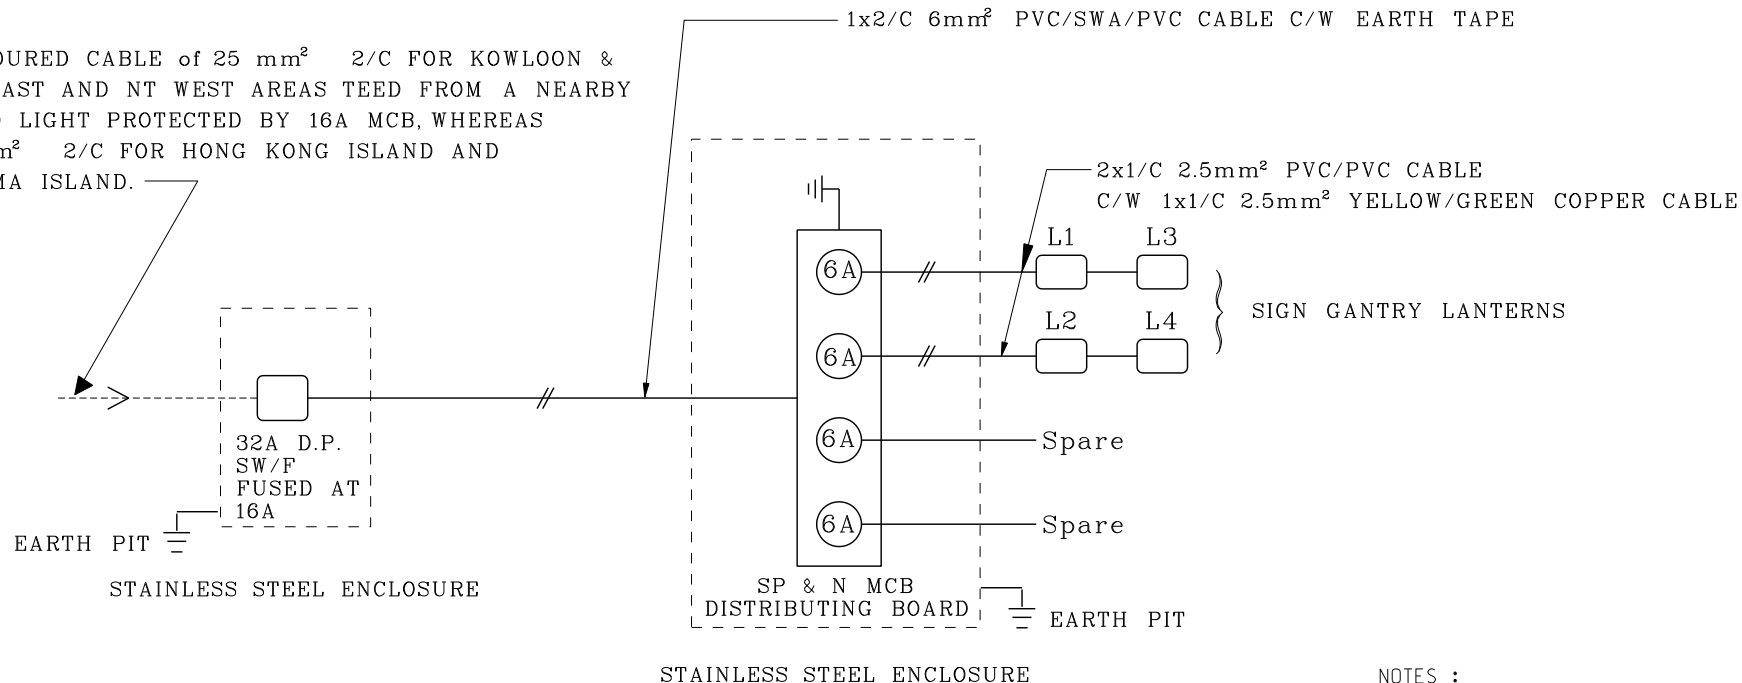 1x2/C 6mm² PVC/SWA/PVC CABLE C/W EARTH TAPE
OURED CABLE of 25 mm² 2/C FOR KOWLOON &
AST AND NT WEST AREAS TEED FROM A NEARBY
LIGHT PROTECTED BY 16A MCB, WHEREAS
m² 2/C FOR HONG KONG ISLAND AND
MA ISLAND.
2x1/C 2.5mm² PVC/PVC CABLE
C/W 1x1/C 2.5mm² YELLOW/GREEN COPPER CABLE
L1 L3
6A
SIGN GANTRY LANTERNS
L2 L4
6A
32A D.P.
SW/F
FUSED AT
16A
6A
Spare
6A
Spare
EARTH PIT
STAINLESS STEEL ENCLOSURE
SP & N MCB
DISTRIBUTING BOARD
EARTH PIT
STAINLESS STEEL ENCLOSURE
NOTES :